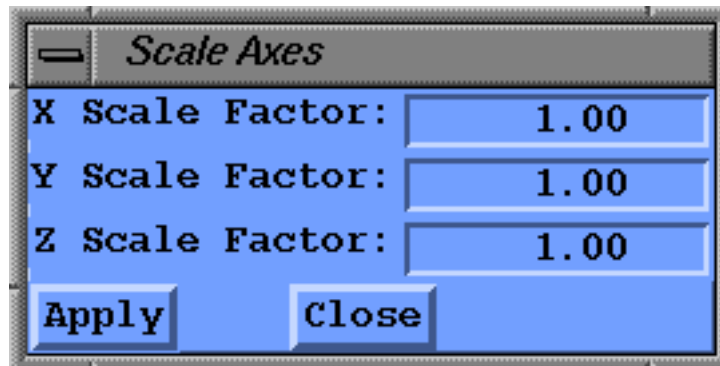 Scale Axes
X Scale Factor: 1.00
Y Scale Factor: 1.00
Z Scale Factor: 1.00
Apply Close